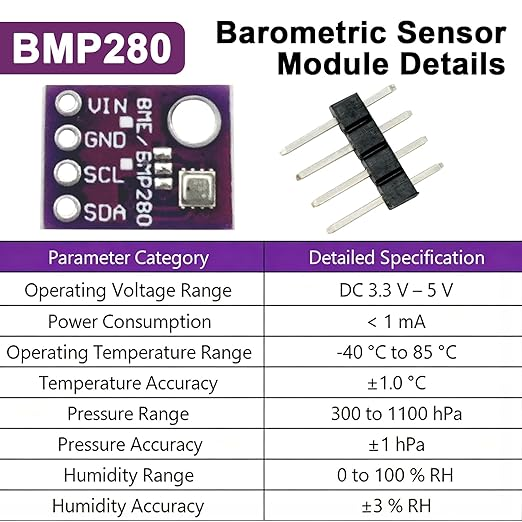 BMP280
Barometric Sensor
Module Details
VIN
GND
SCL
SDA
BME/BMP280
Parameter Category Detailed Specification
Operating Voltage Range DC 3.3 V – 5 V
Power Consumption < 1 mA
Operating Temperature Range -40 °C to 85 °C
Temperature Accuracy ±1.0 °C
Pressure Range 300 to 1100 hPa
Pressure Accuracy ±1 hPa
Humidity Range 0 to 100 % RH
Humidity Accuracy ±3 % RH